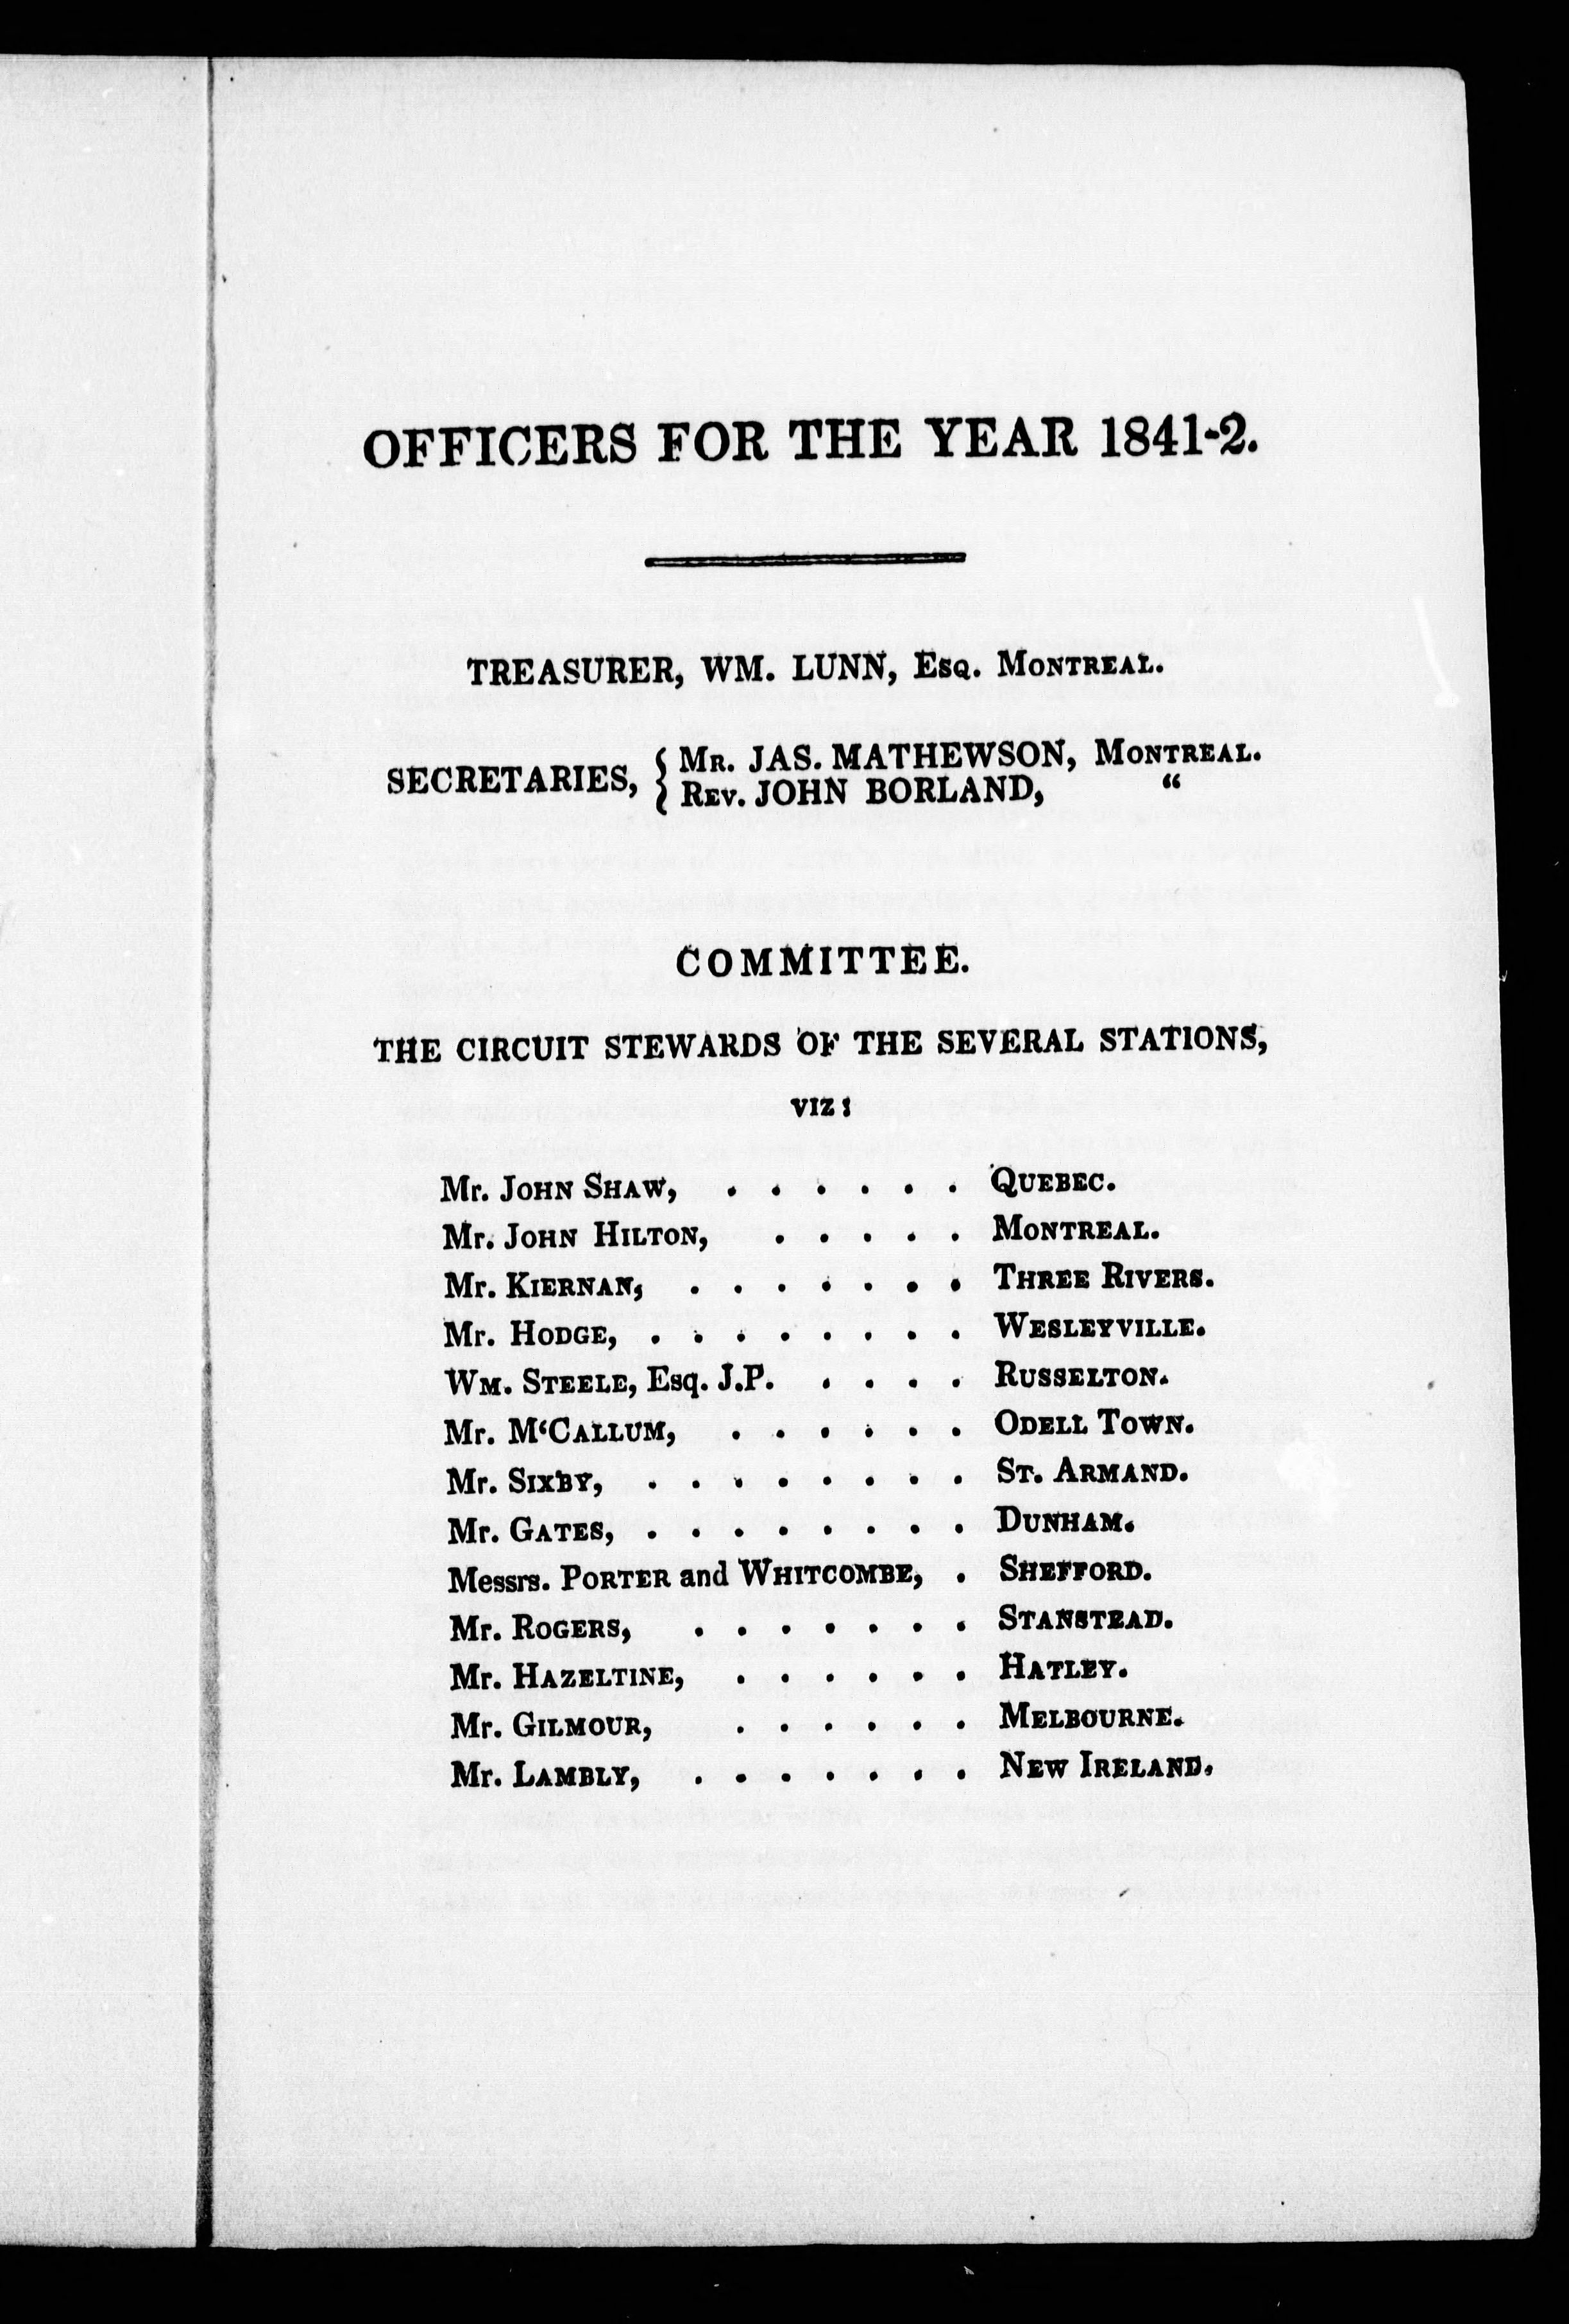 OFFICERS FOR THE YEAR 1841-2.
TREASURER, WM. LUNN, Esq. Montreal.
SECRETARIES, { Mr. JAS. MATHEWSON, Montreal.
Rev. JOHN BORLAND, “
COMMITTEE.
THE CIRCUIT STEWARDS OF THE SEVERAL STATIONS,
VIZ:
Mr. John Shaw, . . . . . . Quebec.
Mr. John Hilton, . . . . . Montreal.
Mr. Kiernan, . . . . . . . Three Rivers.
Mr. Hodge, . . . . . . . . Wesleyville.
Wm. Steele, Esq. J.P. . . . . Russelton.
Mr. M‘Callum, . . . . . . Odell Town.
Mr. Sixby, . . . . . . . . St. Armand.
Mr. Gates, . . . . . . . . Dunham.
Messrs. Porter and Whitcombe, . Shefford.
Mr. Rogers, . . . . . . . Stanstead.
Mr. Hazeltine, . . . . . . Hatley.
Mr. Gilmour, . . . . . . Melbourne.
Mr. Lambly, . . . . . . . New Ireland.